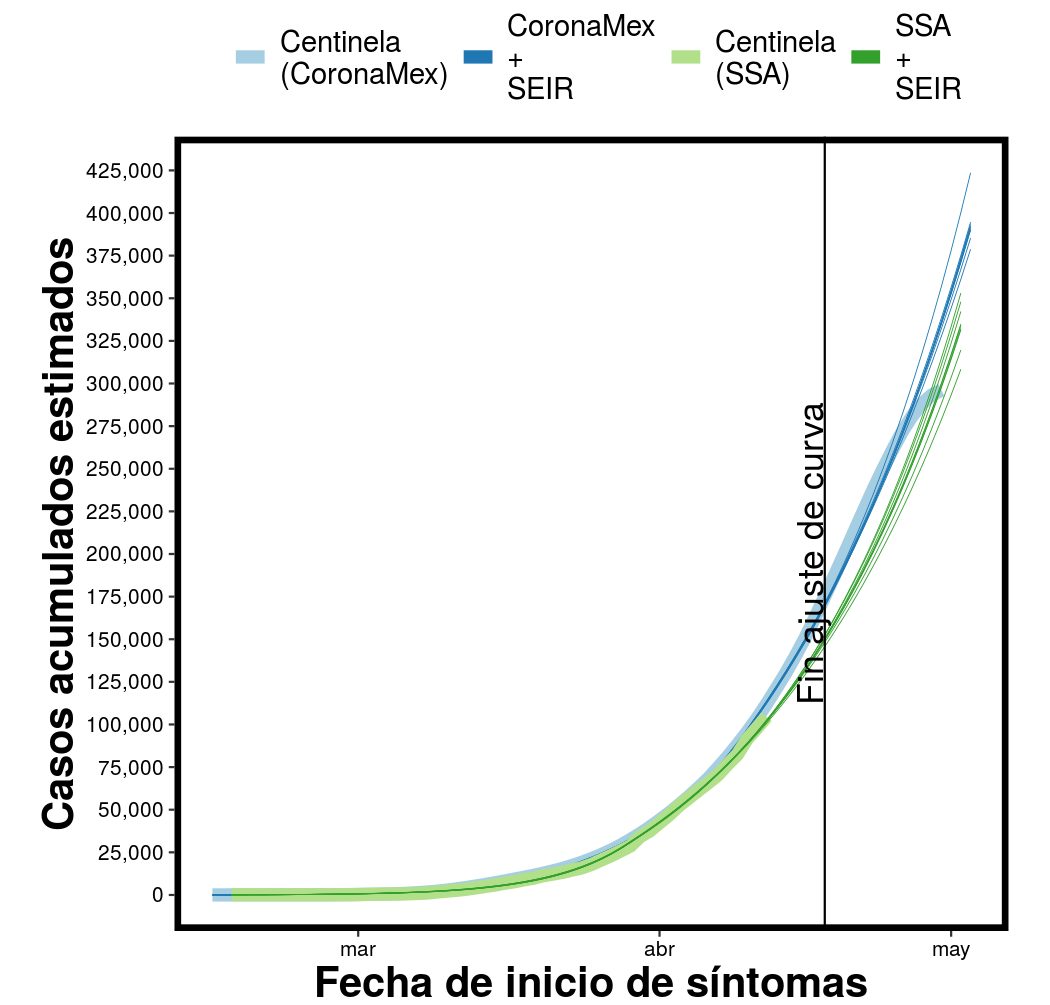 Centinela
(CoronaMex)
CoronaMex
+
SEIR
Centinela
(SSA)
SSA
+
SEIR
Casos acumulados estimados
425,000
400,000
375,000
350,000
325,000
300,000
275,000
250,000
225,000
200,000
175,000
150,000
125,000
100,000
75,000
50,000
25,000
0
Fin ajuste de curva
mar
abr
may
Fecha de inicio de síntomas